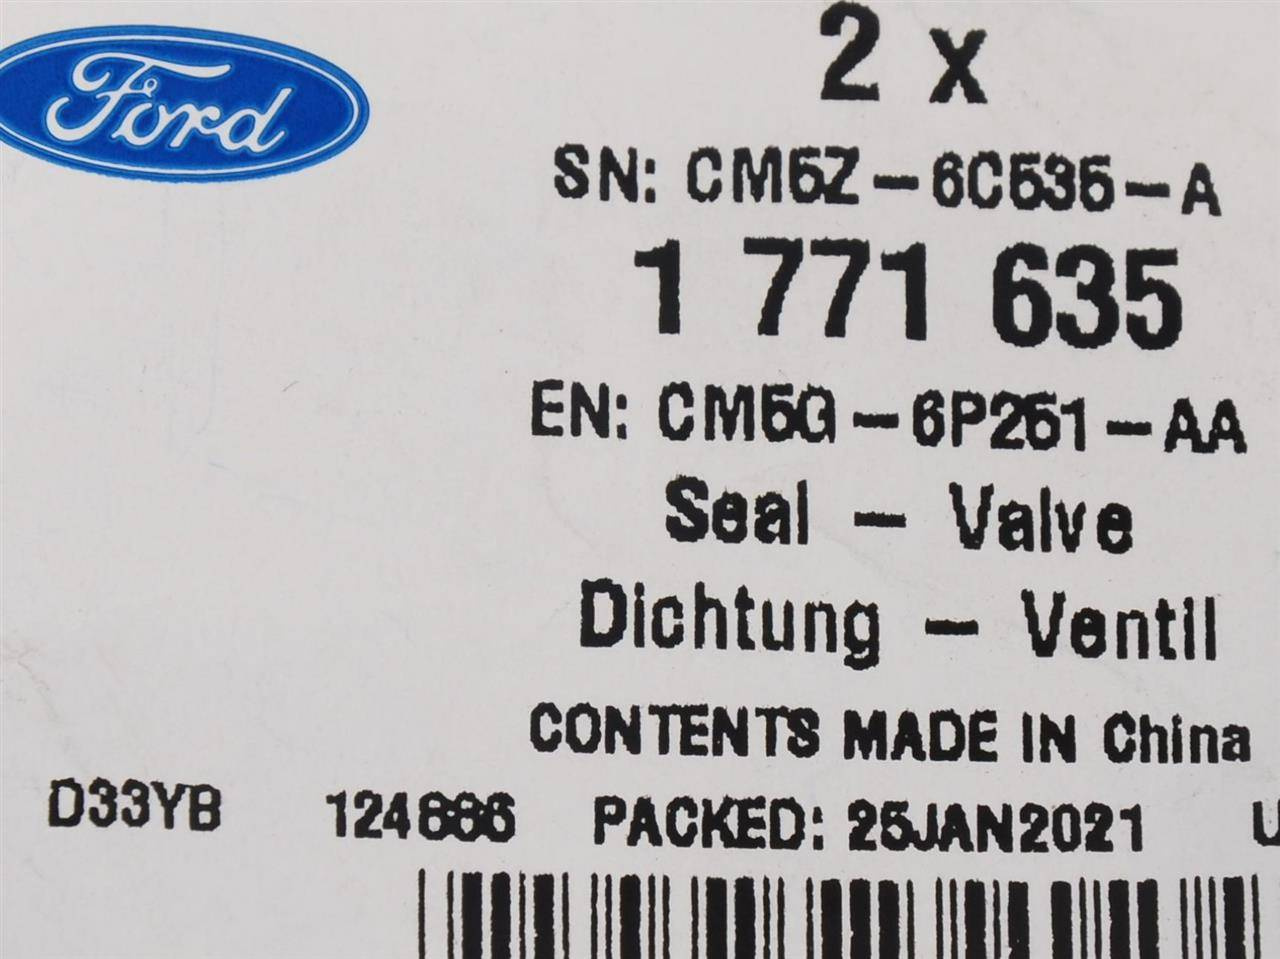 Ford
2 x
SN: CM5Z-6C535-A
1 771 635
EN: CM5G-6P251-AA
Seal - Valve
Dichtung - Ventil
CONTENTS MADE IN China
D33YB PACKED: 25JAN2021